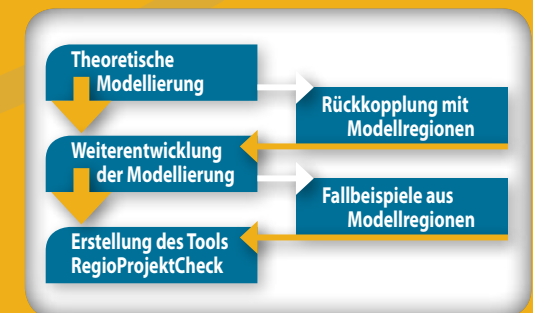 Theoretische
Modellierung
Rückkopplung mit
Modellregionen
Weiterentwicklung
der Modellierung
Fallbeispiele aus
Modellregionen
Erstellung des Tools
RegioProjektCheck